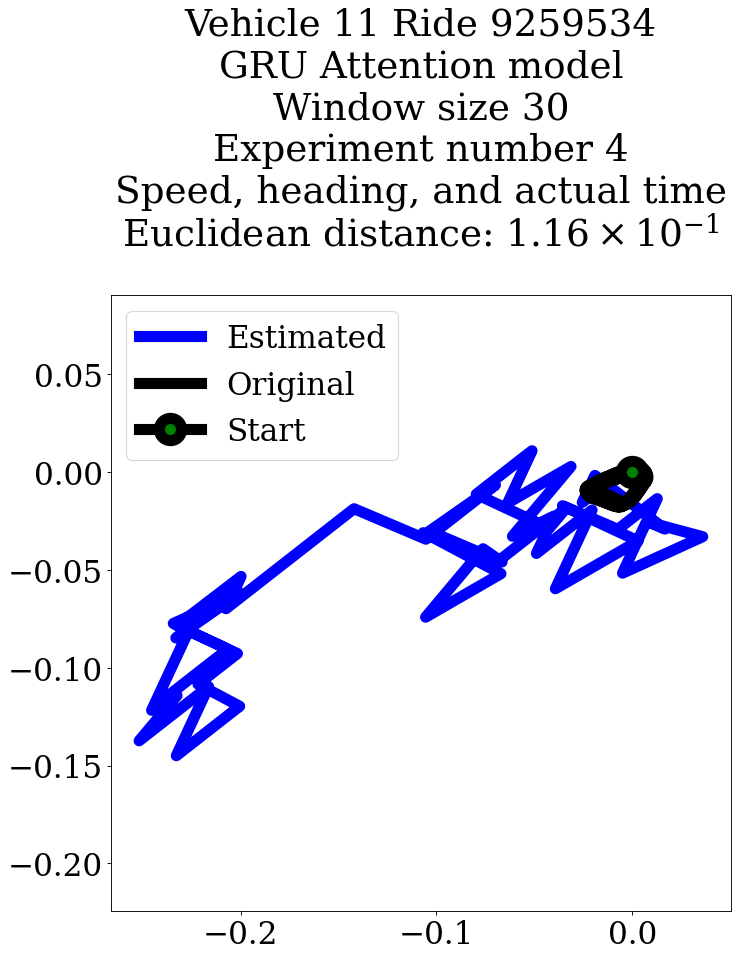 Vehicle 11 Ride 9259534
GRU Attention model
Window size 30
Experiment number 4
Speed, heading, and actual time
Euclidean distance: 1.16 × 10⁻¹
Estimated
Original
Start
0.05
0.00
−0.05
−0.10
−0.15
−0.20
−0.2 −0.1 0.0